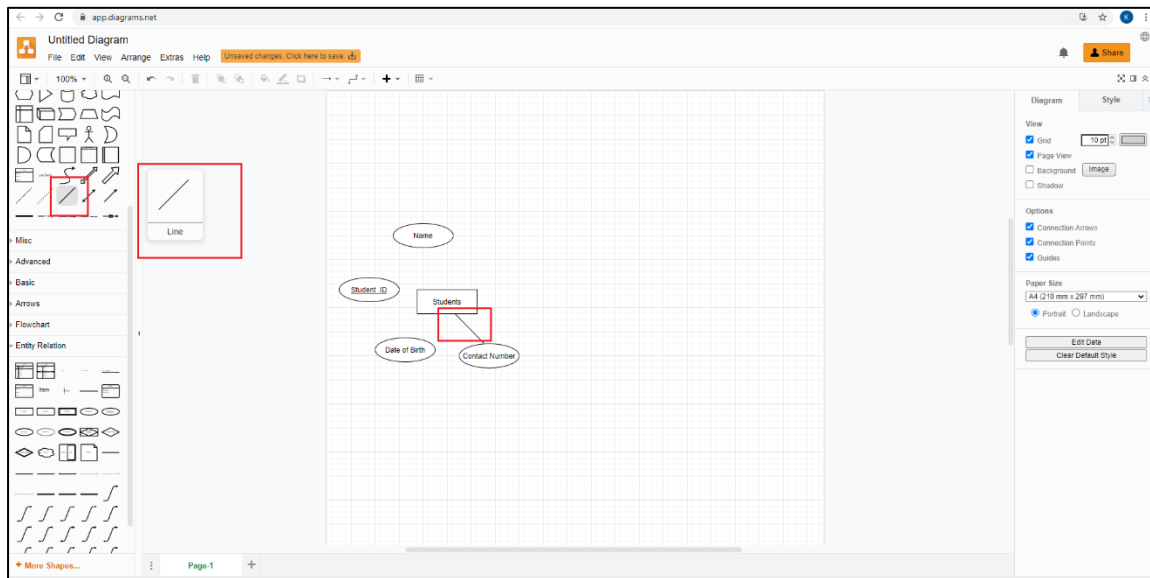 app.diagrams.net
K
Untitled Diagram
File Edit View Arrange Extras Help Unsaved changes. Click here to save.
Share
100%
Line
Misc
Advanced
Basic
Arrows
Flowchart
Entity Relation
Item
+ More Shapes...
Name
Student_ID
Students
Date of Birth
Contact Number
Page-1
Diagram Style
View
Grid 10 pt
Page View
Background Image
Shadow
Options
Connection Arrows
Connection Points
Guides
Paper Size
A4 (210 mm x 297 mm)
Portrait Landscape
Edit Data
Clear Default Style